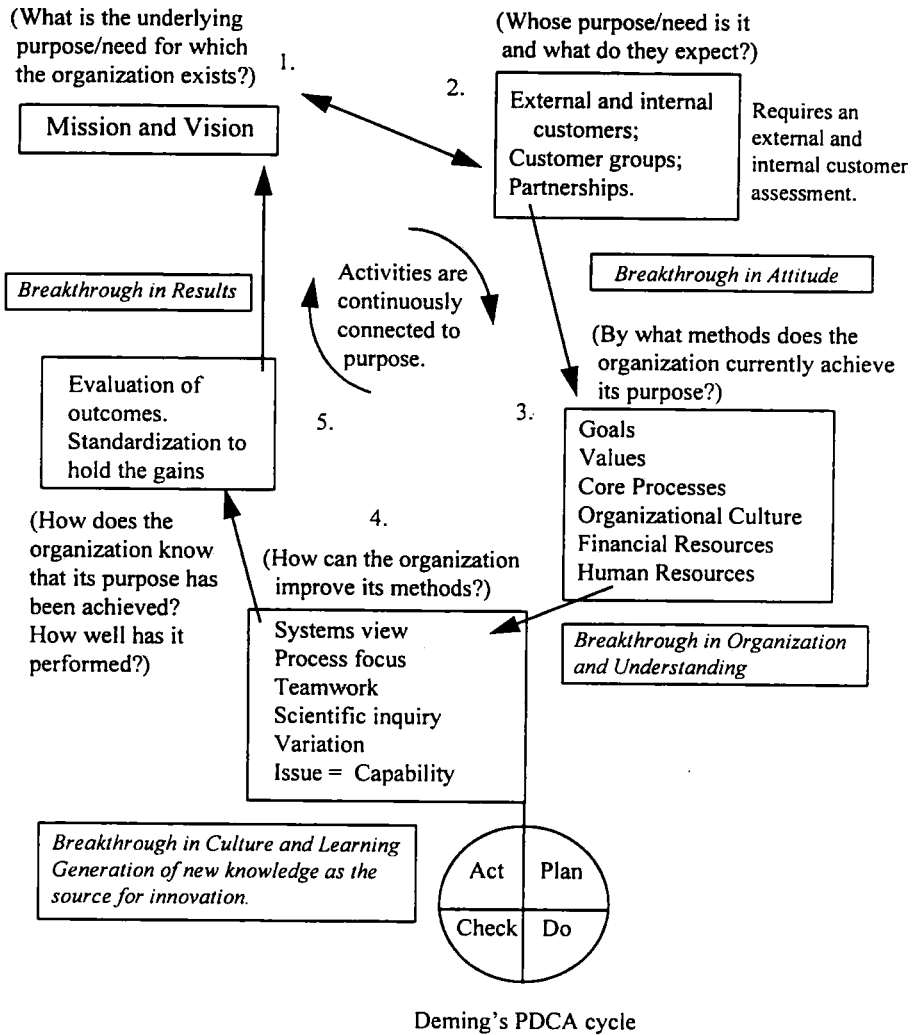 (What is the underlying
purpose/need for which
the organization exists?)
1.
Mission and Vision
(Whose purpose/need is it
and what do they expect?)
2.
External and internal
customers;
Customer groups;
Partnerships.
Requires an
external and
internal customer
assessment.
Breakthrough in Attitude
Breakthrough in Results
Activities are
continuously
connected to
purpose.
(By what methods does the
organization currently achieve
its purpose?)
3.
Goals
Values
Core Processes
Organizational Culture
Financial Resources
Human Resources
Breakthrough in Organization
and Understanding
4.
(How can the organization
improve its methods?)
Systems view
Process focus
Teamwork
Scientific inquiry
Variation
Issue = Capability
Evaluation of
outcomes.
Standardization to
hold the gains
5.
(How does the
organization know
that its purpose has
been achieved?
How well has it
performed?)
Breakthrough in Culture and Learning
Generation of new knowledge as the
source for innovation.
Act
Plan
Check
Do
Deming's PDCA cycle